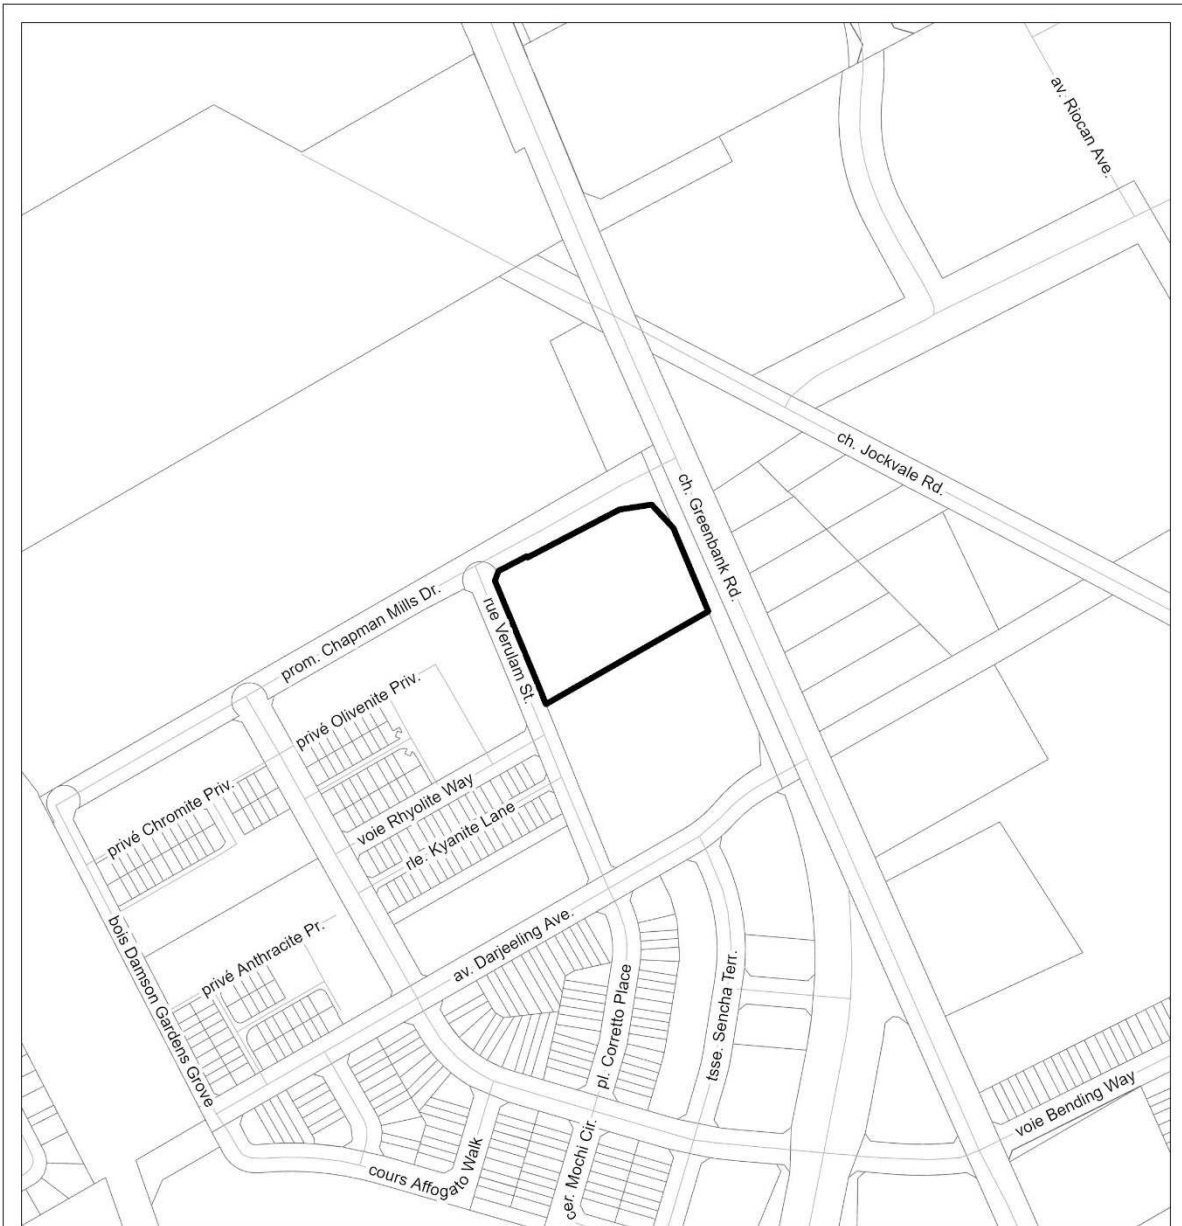 av. Riocan Ave.
ch. Jockvale Rd.
ch. Greenbank Rd.
prom. Chapman Mills Dr.
rue Verulam St.
privé Olivenite Priv.
privé Chromite Priv.
voie Rhyolite Way
rle. Kyanite Lane
av. Darjeeling Ave.
privé Anthracite Pr.
bois Damson Gardens Grove
pl. Corretto Place
tsse. Sencha Terr.
voie Bending Way
cours Affogato Walk
cer. Mochi Cir.